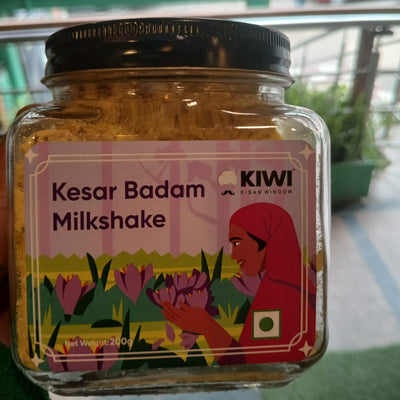 KIWI
KISAN WINDOW
Kesar Badam
Milkshake
Net Weight:200g